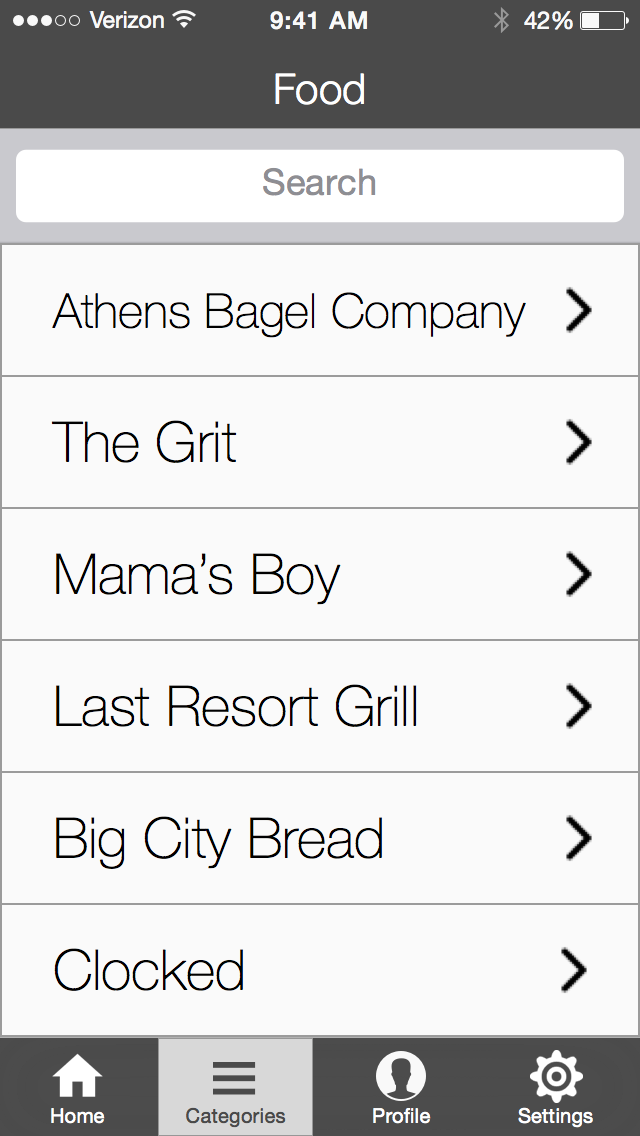 Verizon 9:41 AM 42%
Food
Search
Athens Bagel Company
The Grit
Mama’s Boy
Last Resort Grill
Big City Bread
Clocked
Home Categories Profile Settings